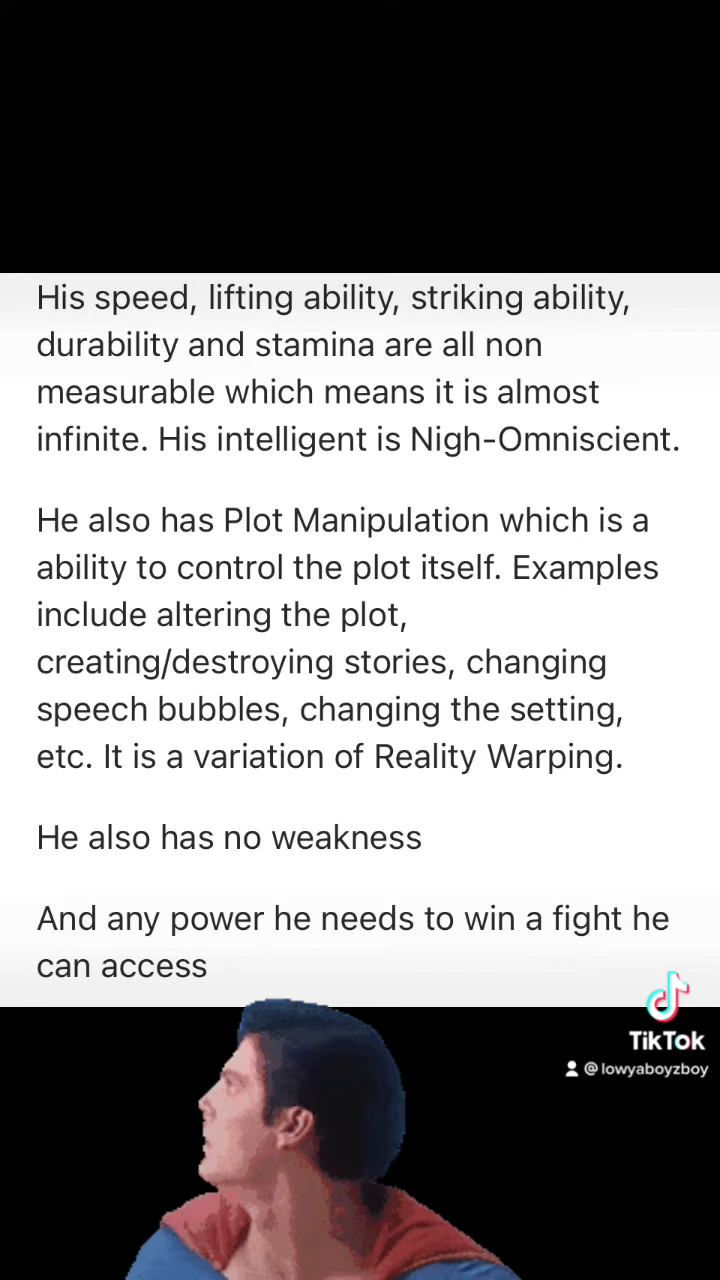 His speed, lifting ability, striking ability,
durability and stamina are all non
measurable which means it is almost
infinite. His intelligent is Nigh-Omniscient.
He also has Plot Manipulation which is a
ability to control the plot itself. Examples
include altering the plot,
creating/destroying stories, changing
speech bubbles, changing the setting,
etc. It is a variation of Reality Warping.
He also has no weakness
And any power he needs to win a fight he
can access
TikTok
@lowyaboyzboy